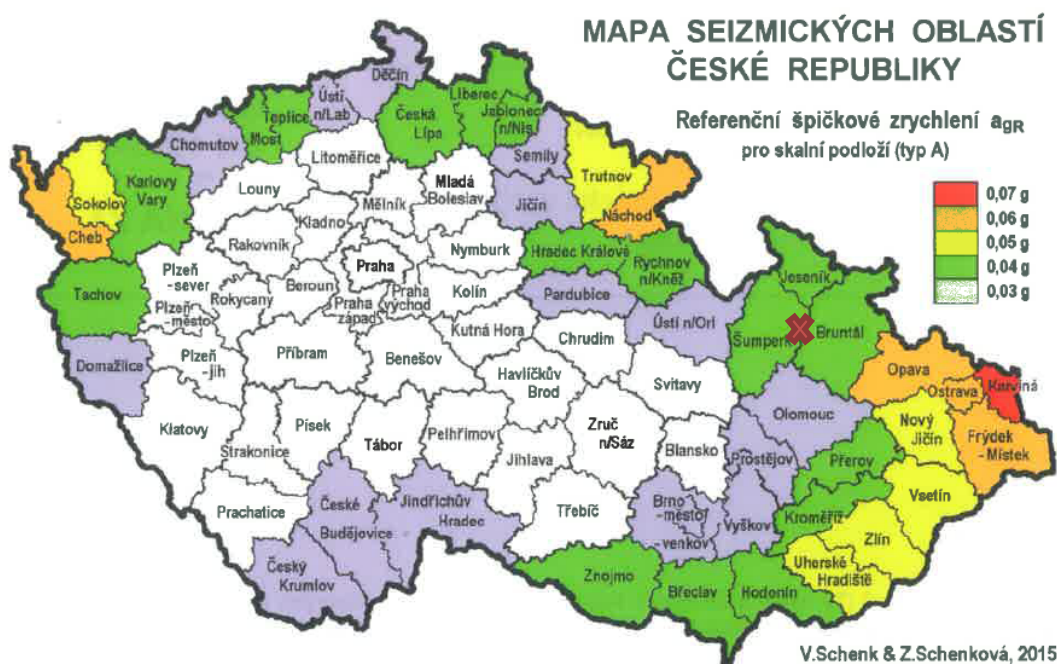 MAPA SEIZMICKÝCH OBLASTÍ
ČESKÉ REPUBLIKY
Referenční špičkové zrychlení aGR
pro skalní podloží (typ A)
0,07 g
0,06 g
0,05 g
0,04 g
0,03 g
Děčín
Ústí
n/Lab
Liberec
Jablonec
n/Nis
Teplice
Most
Česká
Lípa
Chomutov
Litoměřice
Semily
Trutnov
Karlovy
Vary
Sokolov
Louny
Mladá
Boleslav
Mělník
Jičín
Náchod
Cheb
Kladno
Rakovník
Nymburk
Hradec Králové
Rychnov
n/Kněž
Praha
Plzeň
-sever
Jeseník
Tachov
Beroun
Praha
východ
Kolín
Pardubice
Rokycany
Plzeň
-město
Praha
západ
Ústí n/Orl
Kutná Hora
Chrudim
Šumperk
Bruntál
Příbram
Benešov
Domažlice
Plzeň
-jih
Opava
Havlíčkův
Brod
Svitavy
Ostrava
Karviná
Olomouc
Klatovy
Písek
Zruč
n/Sáz
Nový
Jičín
Frýdek
-Místek
Strakonice
Tábor
Pelhřimov
Blansko
Jihlava
Prostějov
Přerov
Vsetín
Prachatice
České
Budějovice
Jindřichův
Hradec
Třebíč
Brno
-město
-venkov
Vyškov
Kroměříž
Zlín
Uherské
Hradiště
Český
Krumlov
Znojmo
Břeclav
Hodonín
V.Schenk & Z.Schenková, 2015